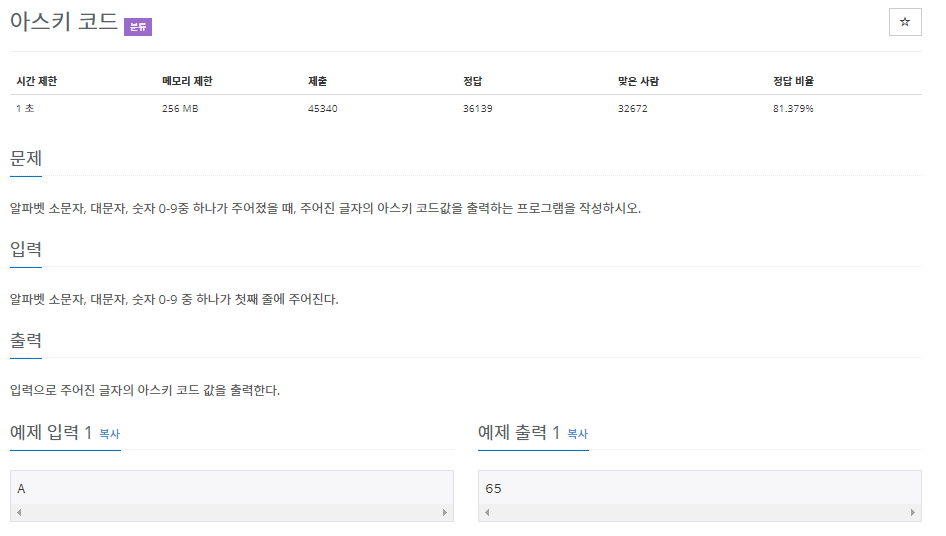 아스키 코드 분류
☆
시간 제한 메모리 제한 제출 정답 맞은 사람 정답 비율
1 초 256 MB 45340 36139 32672 81.379%
문제
알파벳 소문자, 대문자, 숫자 0-9중 하나가 주어졌을 때, 주어진 글자의 아스키 코드값을 출력하는 프로그램을 작성하시오.
입력
알파벳 소문자, 대문자, 숫자 0-9 중 하나가 첫째 줄에 주어진다.
출력
입력으로 주어진 글자의 아스키 코드 값을 출력한다.
예제 입력 1 복사
A
예제 출력 1 복사
65